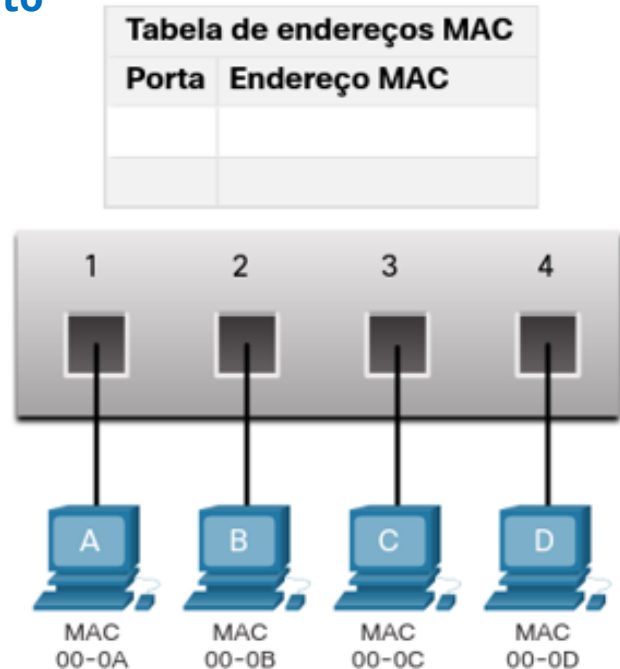 Tabela de endereços MAC
Porta Endereço MAC
1 2 3 4
A B C D
MAC MAC MAC MAC
00-0A 00-0B 00-0C 00-0D